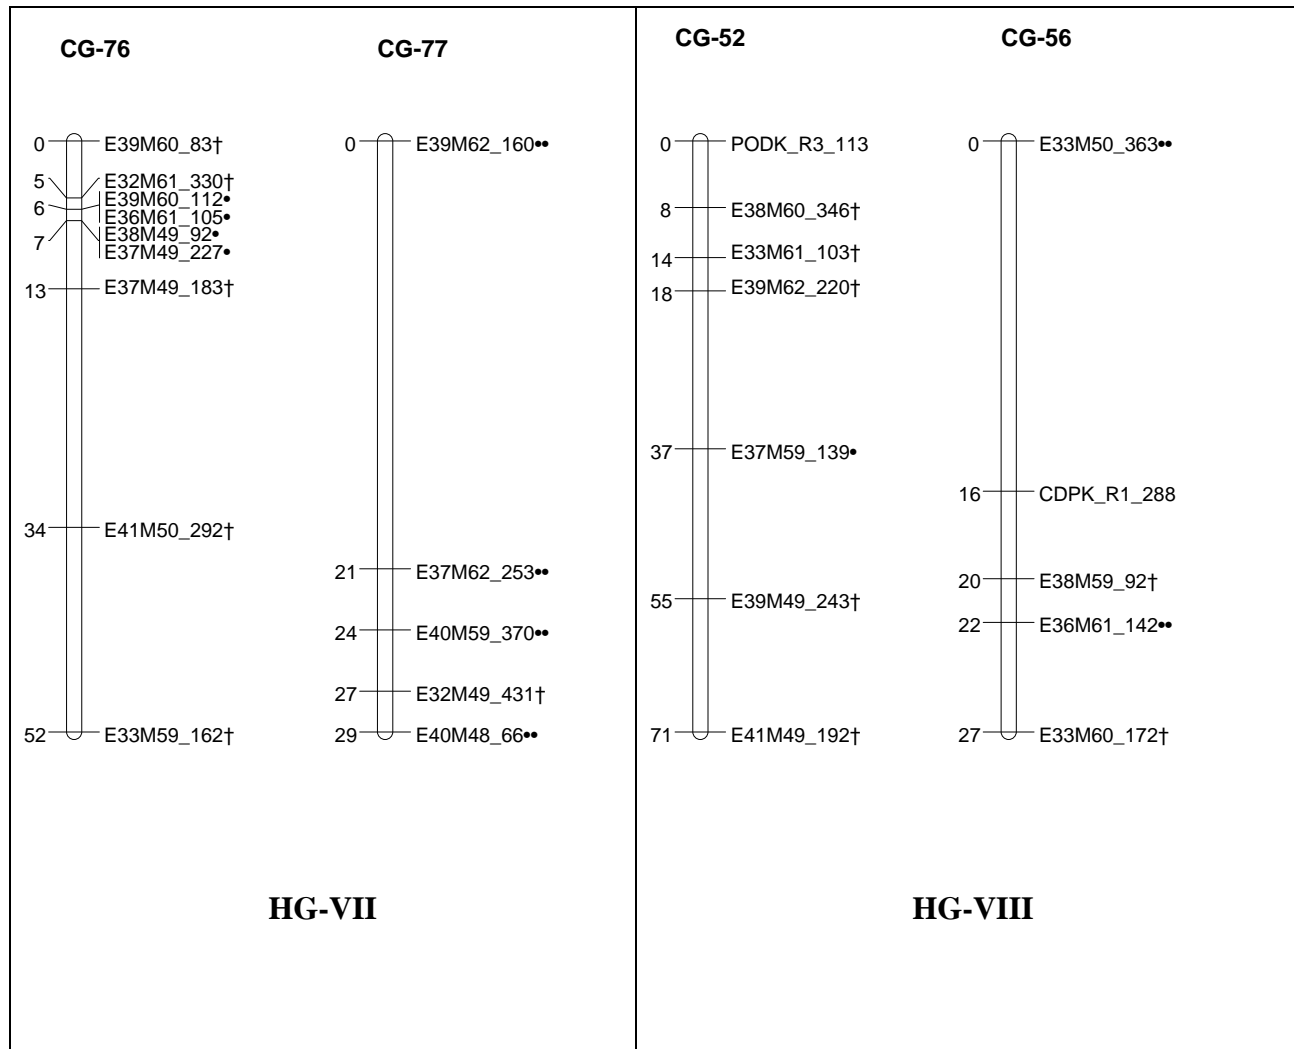 CG-76
0 E39M60_83†
5 E32M61_330†
6 E39M60_112•
E36M61_105•
7 E38M49_92•
E37M49_227•
13 E37M49_183†
34 E41M50_292†
52 E33M59_162†
CG-77
0 E39M62_160••
21 E37M62_253••
24 E40M59_370••
27 E32M49_431†
29 E40M48_66••
HG-VII
CG-52
0 PODK_R3_113
8 E38M60_346†
14 E33M61_103†
18 E39M62_220†
37 E37M59_139•
55 E39M49_243†
71 E41M49_192†
CG-56
0 E33M50_363••
16 CDPK_R1_288
20 E38M59_92†
22 E36M61_142••
27 E33M60_172†
HG-VIII